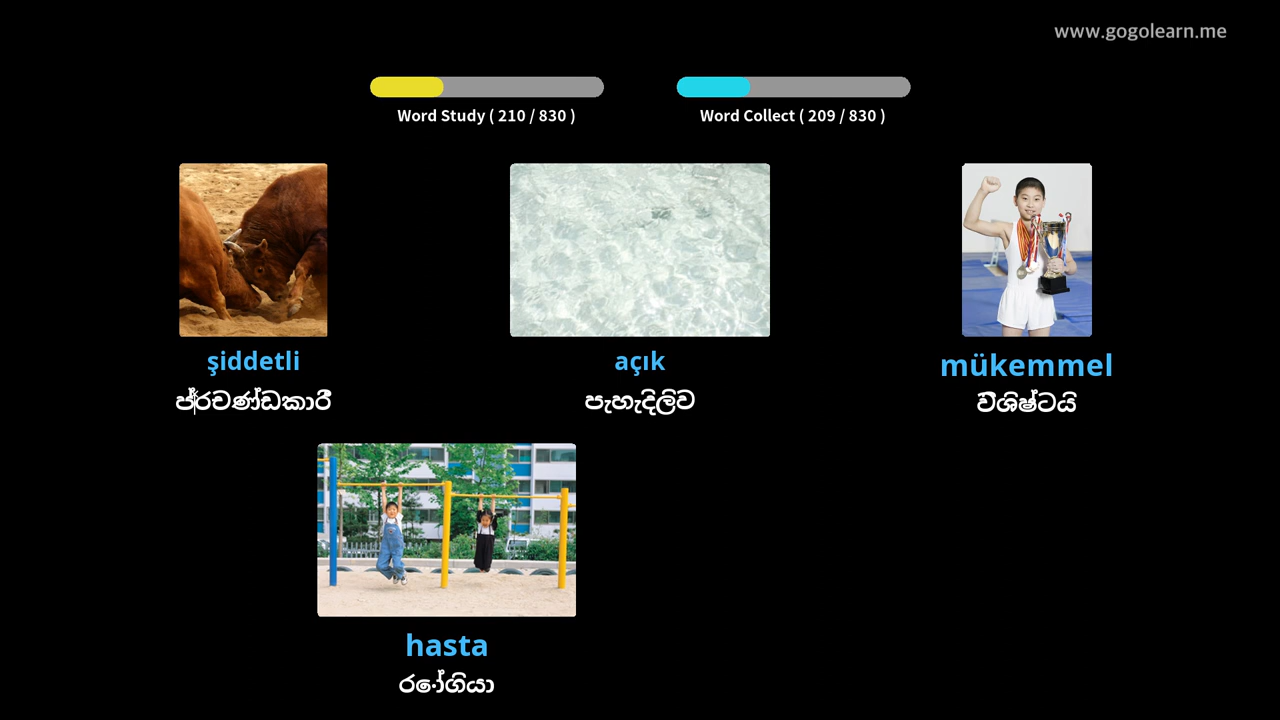 www.gogolearn.me
Word Study ( 210 / 830 )
Word Collect ( 209 / 830 )
şiddetli
ප්‍රචණ්ඩකාරී
açık
පැහැදිලිව
mükemmel
විශිෂ්ටයි
hasta
රෝගියා